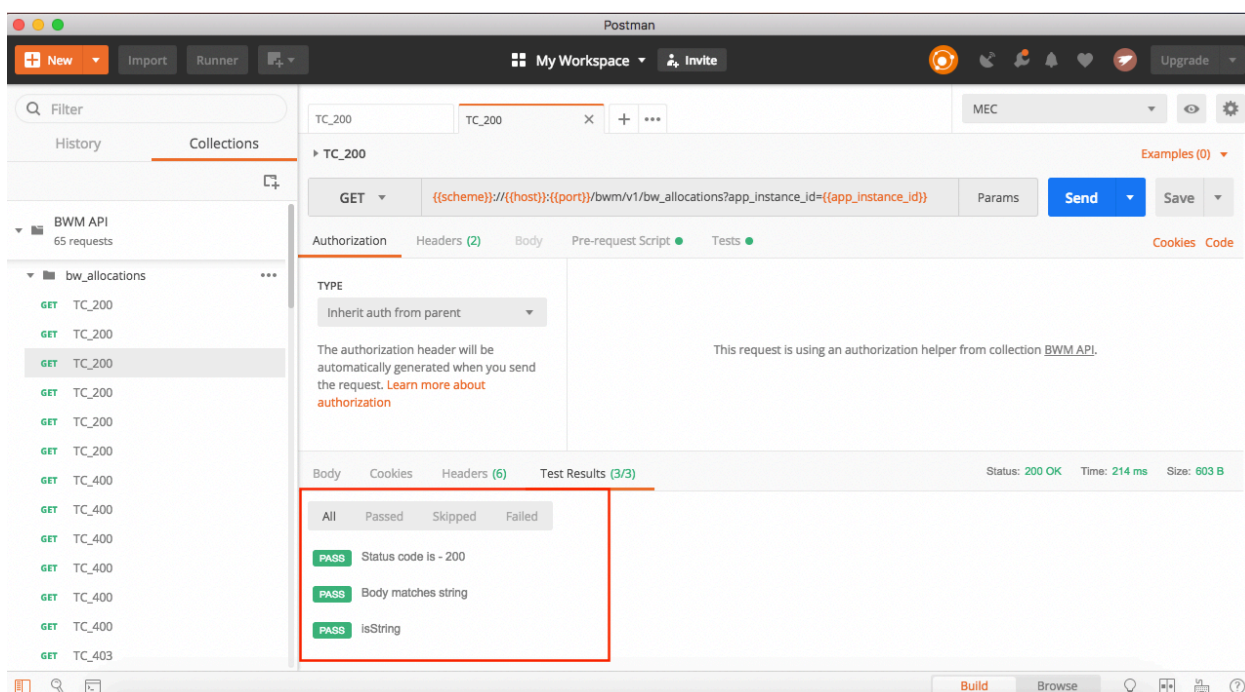 Postman
New
Import
Runner
My Workspace
Invite
Upgrade
Filter
History
Collections
BWM API
65 requests
bw_allocations
GET TC_200
GET TC_200
GET TC_200
GET TC_200
GET TC_200
GET TC_200
GET TC_400
GET TC_400
GET TC_400
GET TC_400
GET TC_400
GET TC_400
GET TC_403
TC_200
TC_200
MEC
TC_200
Examples (0)
GET
{{scheme}}://{{host}}:{{port}}/bwm/v1/bw_allocations?app_instance_id={{app_instance_id}}
Params
Send
Save
Authorization
Headers (2)
Body
Pre-request Script
Tests
Cookies
Code
TYPE
Inherit auth from parent
The authorization header will be
automatically generated when you send
the request. Learn more about
authorization
This request is using an authorization helper from collection BWM API.
Body
Cookies
Headers (6)
Test Results (3/3)
Status: 200 OK
Time: 214 ms
Size: 603 B
All
Passed
Skipped
Failed
PASS Status code is - 200
PASS Body matches string
PASS isString
Build
Browse